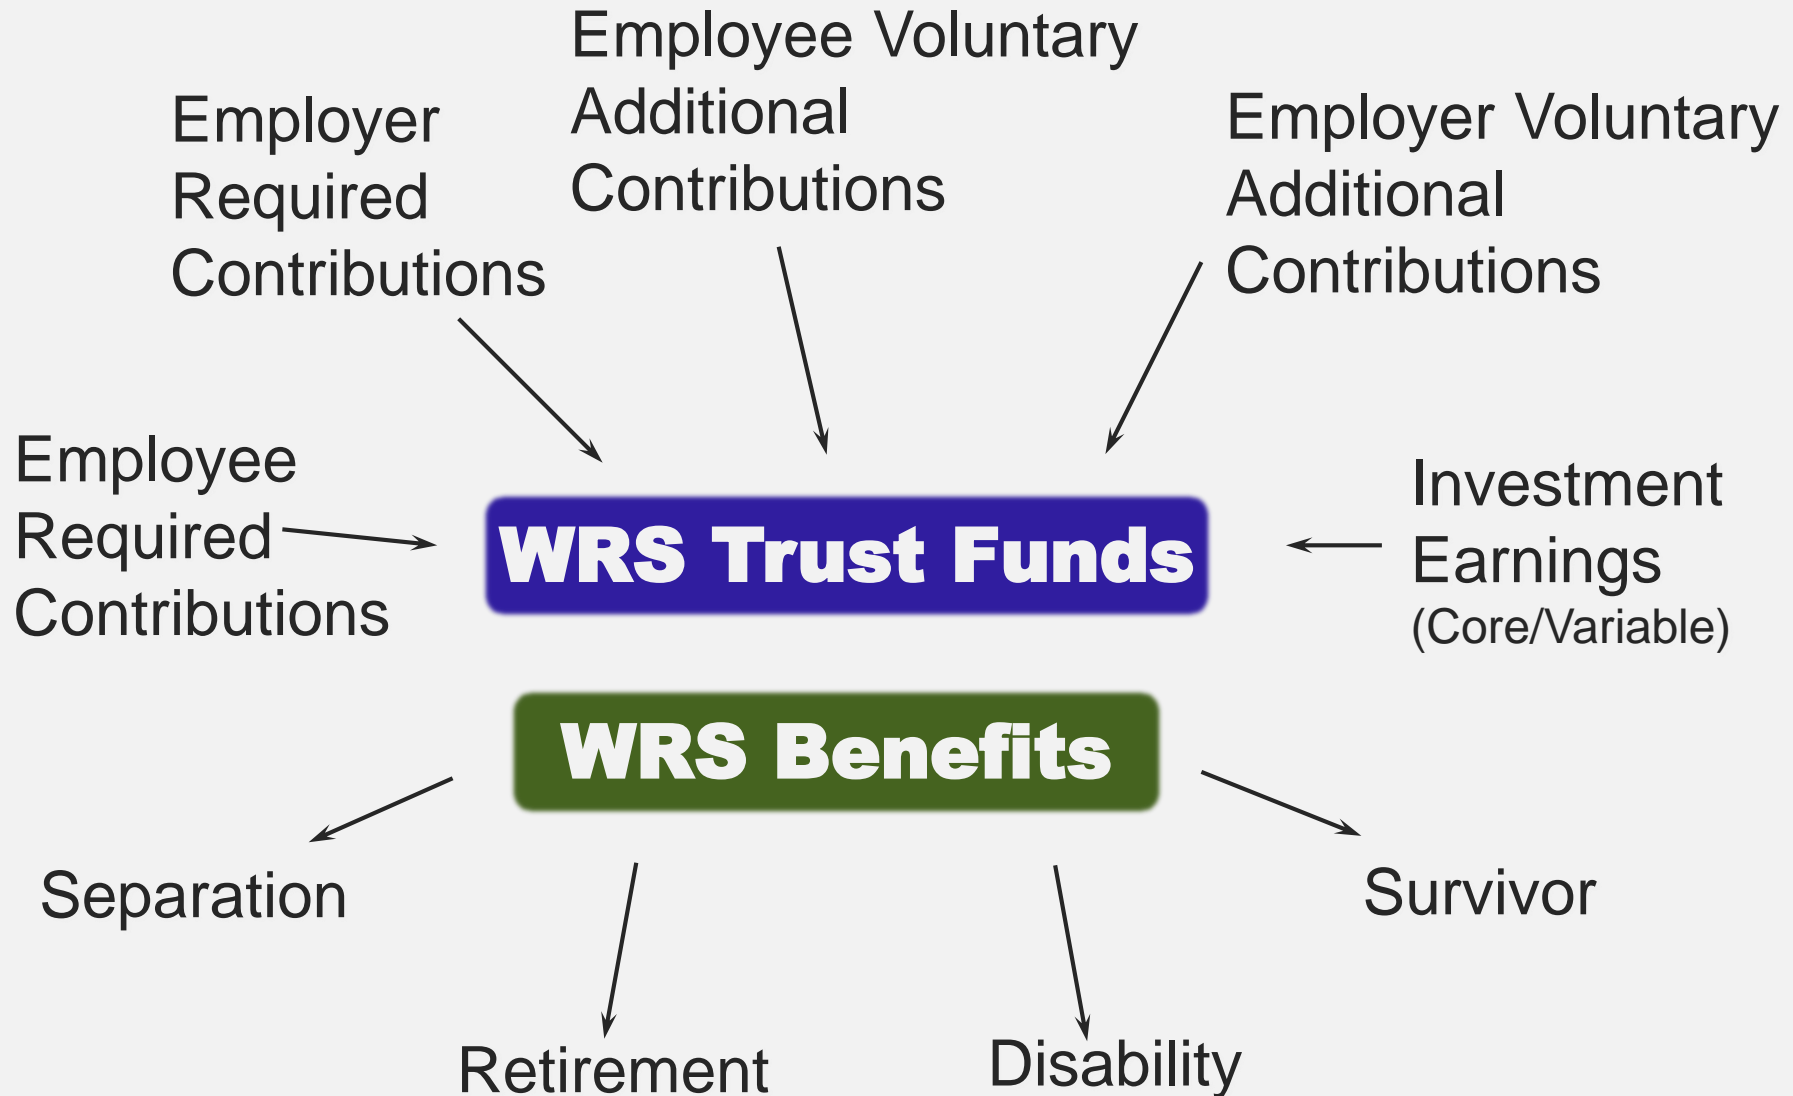 Employee Voluntary
Additional
Contributions
Employer
Required
Contributions
Employer Voluntary
Additional
Contributions
Employee
Required
Contributions
WRS Trust Funds
Investment
Earnings
(Core/Variable)
WRS Benefits
Separation
Survivor
Retirement
Disability